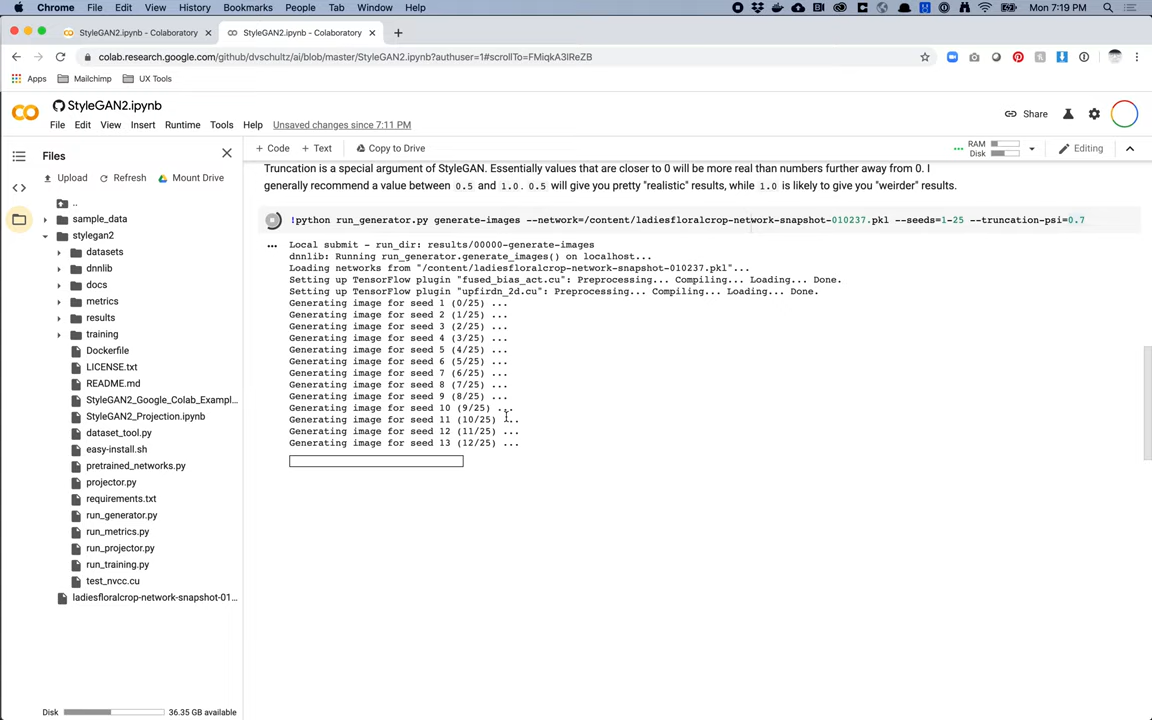 Chrome File Edit View History Bookmarks People Tab Window Help Mon 7:19 PM
StyleGAN2.ipynb - Colaboratory StyleGAN2.ipynb - Colaboratory
colab.research.google.com/github/dvschultz/ai/blob/master/StyleGAN2.ipynb?authuser=1#scrollTo=FMiqkA3IReZB
Apps Mailchimp UX Tools
StyleGAN2.ipynb
File Edit View Insert Runtime Tools Help Unsaved changes since 7:11 PM
Share
Files
+ Code + Text Copy to Drive
RAM
Disk
Editing
Upload Refresh Mount Drive
..
sample_data
stylegan2
datasets
dnnlib
docs
metrics
results
training
Dockerfile
LICENSE.txt
README.md
StyleGAN2_Google_Colab_Exampl...
StyleGAN2_Projection.ipynb
dataset_tool.py
easy-install.sh
pretrained_networks.py
projector.py
requirements.txt
run_generator.py
run_metrics.py
run_projector.py
run_training.py
test_nvcc.cu
ladiesfloralcrop-network-snapshot-01...
Disk 36.35 GB available
Truncation is a special argument of StyleGAN. Essentially values that are closer to 0 will be more real than numbers further away from 0. I
generally recommend a value between 0.5 and 1.0. 0.5 will give you pretty "realistic" results, while 1.0 is likely to give you "weirder" results.
!python run_generator.py generate-images --network=/content/ladiesfloralcrop-network-snapshot-010237.pkl --seeds=1-25 --truncation-psi=0.7
Local submit - run_dir: results/00000-generate-images
dnnlib: Running run_generator.generate_images() on localhost...
Loading networks from "/content/ladiesfloralcrop-network-snapshot-010237.pkl"...
Setting up TensorFlow plugin "fused_bias_act.cu": Preprocessing... Compiling... Loading... Done.
Setting up TensorFlow plugin "upfirdn_2d.cu": Preprocessing... Compiling... Loading... Done.
Generating image for seed 1 (0/25) ...
Generating image for seed 2 (1/25) ...
Generating image for seed 3 (2/25) ...
Generating image for seed 4 (3/25) ...
Generating image for seed 5 (4/25) ...
Generating image for seed 6 (5/25) ...
Generating image for seed 7 (6/25) ...
Generating image for seed 8 (7/25) ...
Generating image for seed 9 (8/25) ...
Generating image for seed 10 (9/25) ...
Generating image for seed 11 (10/25) ...
Generating image for seed 12 (11/25) ...
Generating image for seed 13 (12/25) ...